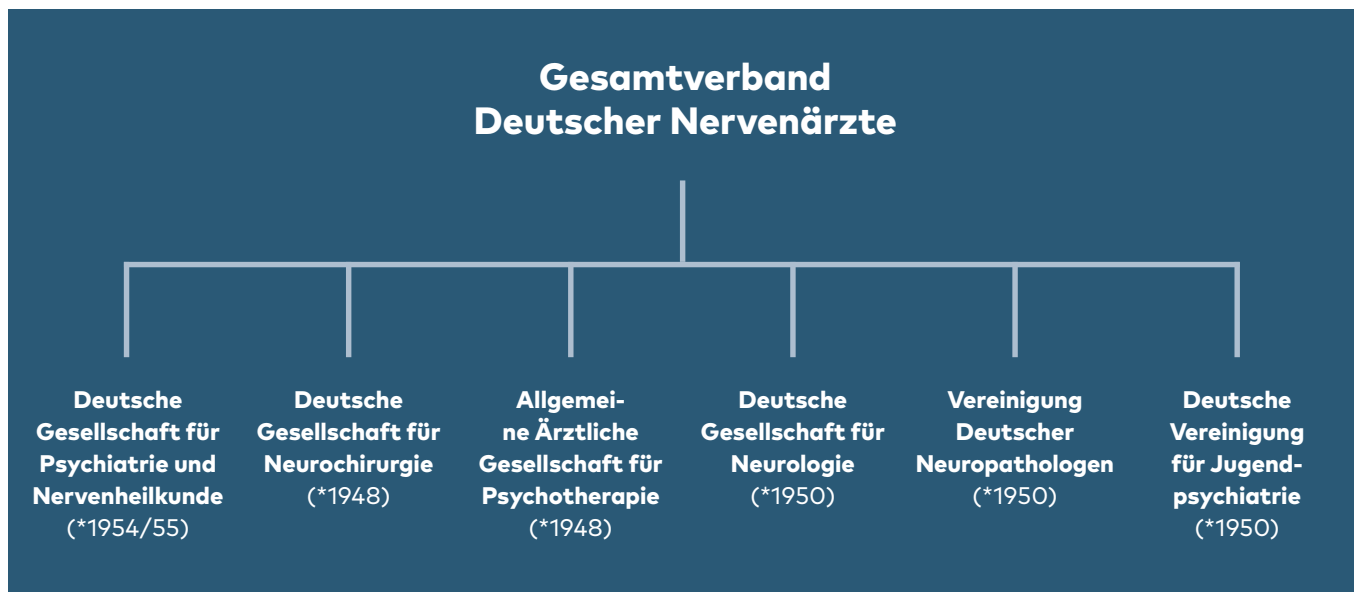 Gesamtverband
Deutscher Nervenärzte
Deutsche
Gesellschaft für
Psychiatrie und
Nervenheilkunde
(*1954/55)
Deutsche
Gesellschaft für
Neurochirurgie
(*1948)
Allgemei-
ne Ärztliche
Gesellschaft für
Psychotherapie
(*1948)
Deutsche
Gesellschaft für
Neurologie
(*1950)
Vereinigung
Deutscher
Neuropathologen
(*1950)
Deutsche
Vereinigung
für Jugend-
psychiatrie
(*1950)